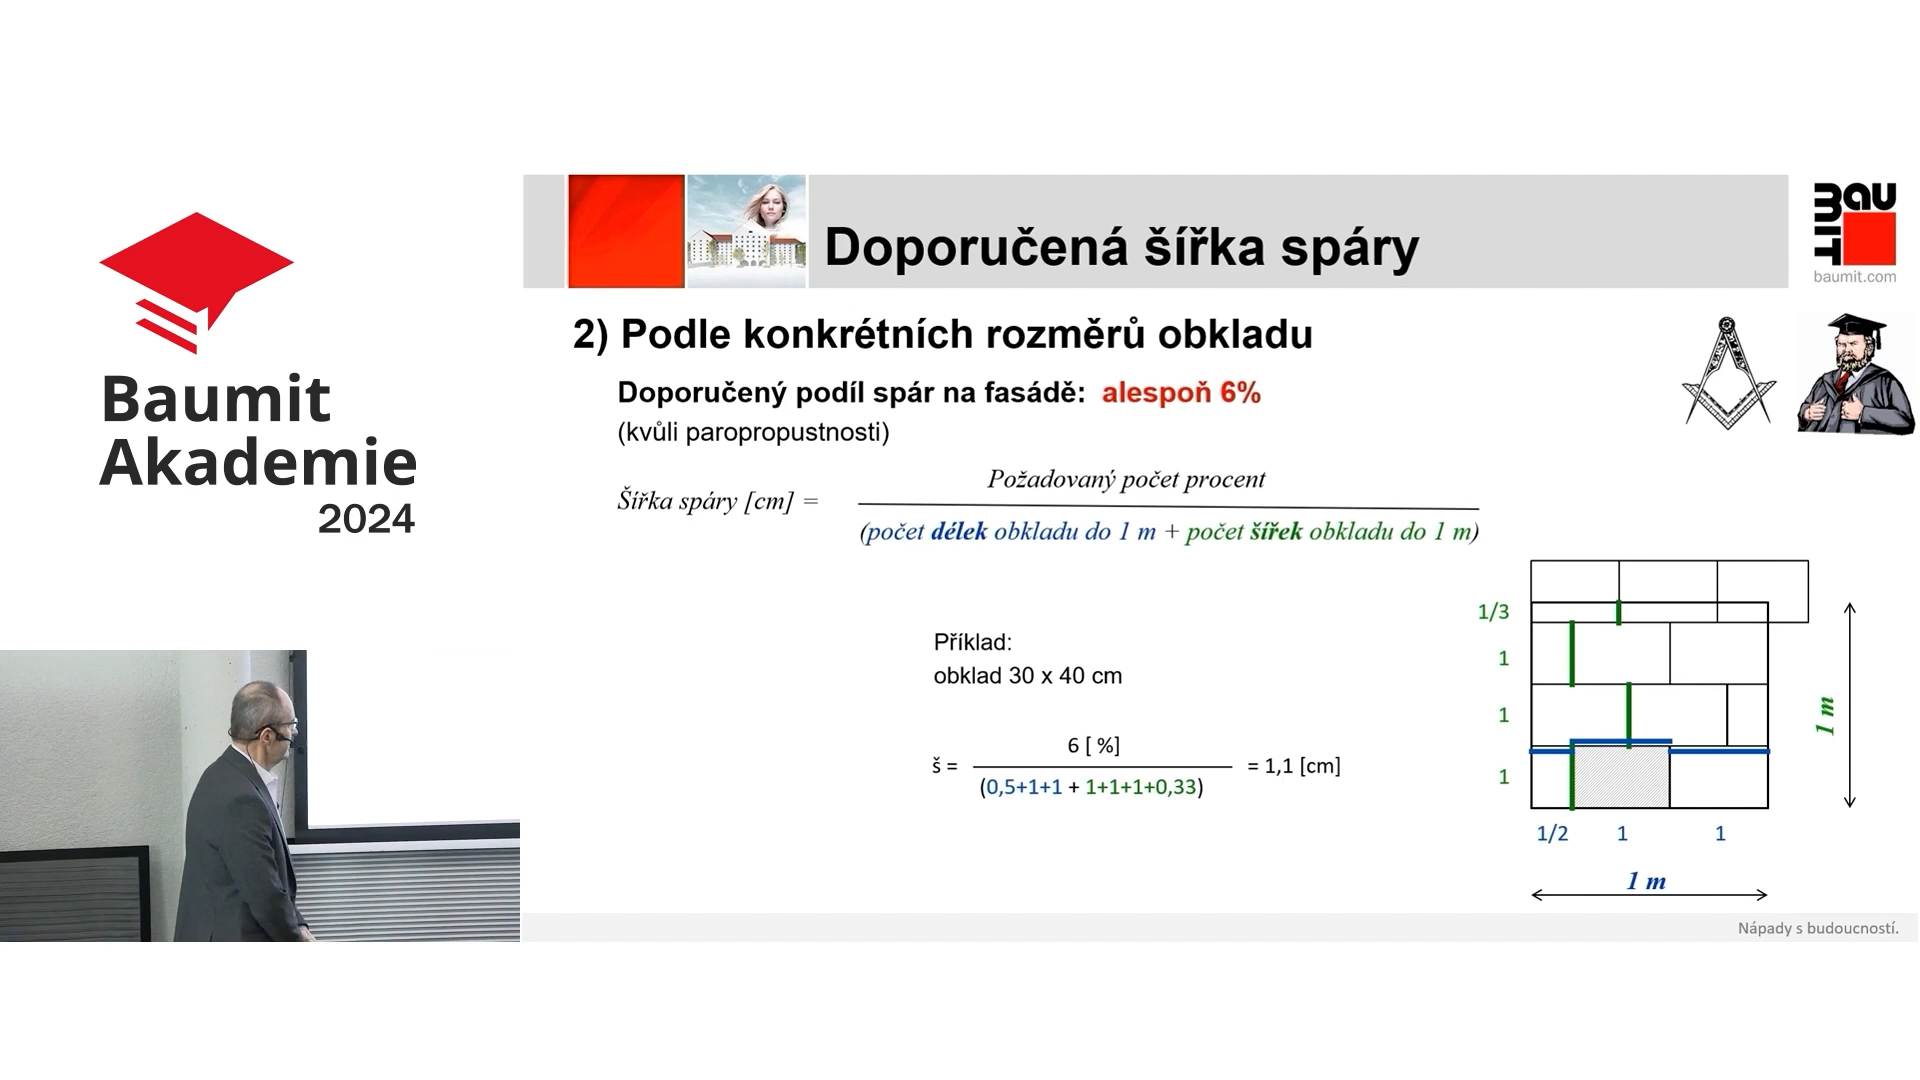 Baumit
Akademie
2024
Doporučená šířka spáry
baumit
baumit.com
2) Podle konkrétních rozměrů obkladu
Doporučený podíl spár na fasádě: alespoň 6%
(kvůli paropropustnosti)
Šířka spáry [cm] =
Požadovaný počet procent
(počet délek obkladu do 1 m + počet šířek obkladu do 1 m)
Příklad:
obklad 30 x 40 cm
š =
6 [ %]
(0,5+1+1 + 1+1+1+0,33)
= 1,1 [cm]
1/3
1
1
1
1 m
1/2 1 1
1 m
Nápady s budoucností.